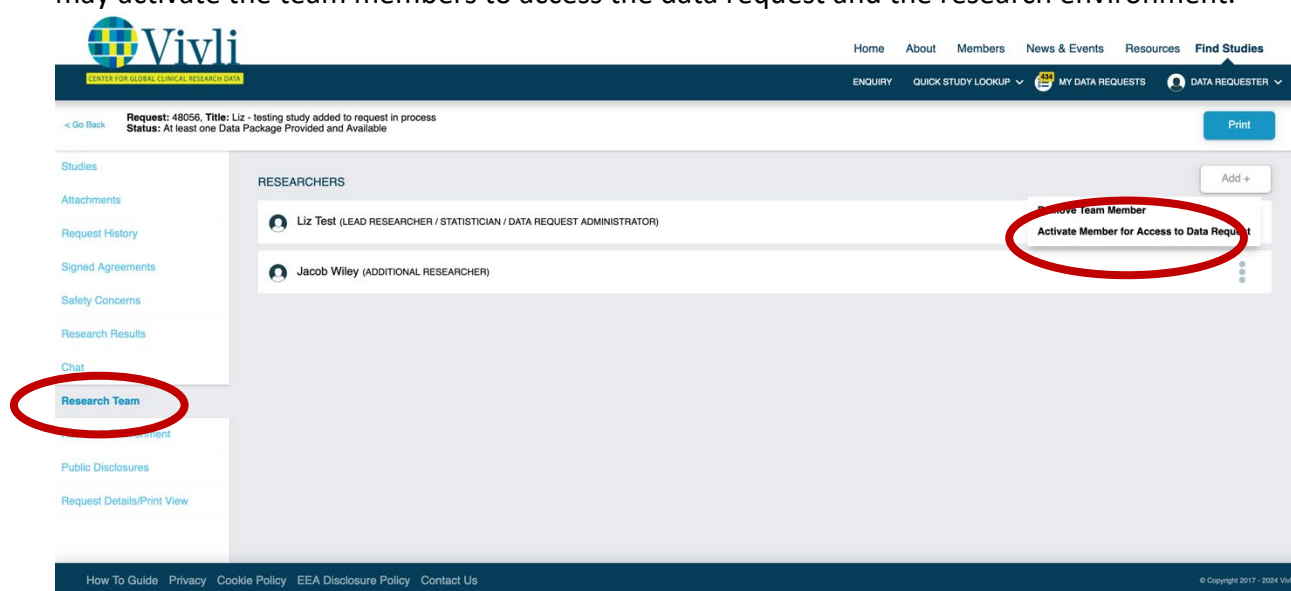 may activate the team members to access the data request and the research environment.
Vivli
CENTER FOR GLOBAL CLINICAL RESEARCH DATA
Home About Members News & Events Resources Find Studies
ENQUIRY QUICK STUDY LOOKUP 434 MY DATA REQUESTS DATA REQUESTER
< Go Back
Request: 48056, Title: Liz - testing study added to request in process
Status: At least one Data Package Provided and Available
Print
Studies
Attachments
Request History
Signed Agreements
Safety Concerns
Research Results
Chat
Research Team
Public Disclosures
Request Details/Print View
RESEARCHERS
Add +
Liz Test (LEAD RESEARCHER / STATISTICIAN / DATA REQUEST ADMINISTRATOR)
Remove Team Member
Activate Member for Access to Data Request
Jacob Wiley (ADDITIONAL RESEARCHER)
How To Guide Privacy Cookie Policy EEA Disclosure Policy Contact Us
© Copyright 2017 - 2024